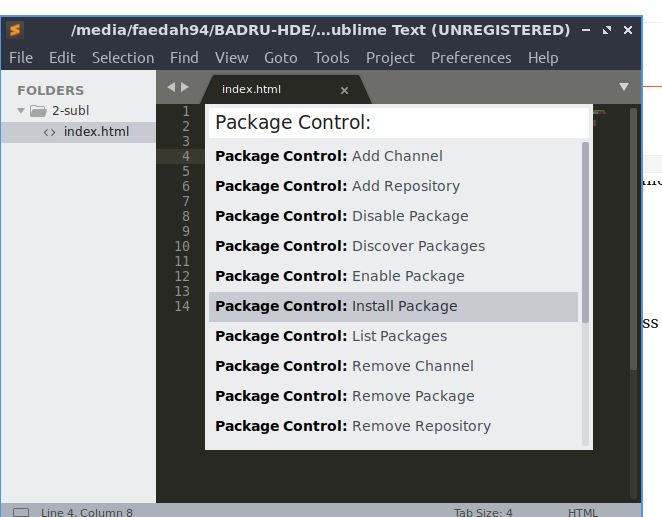 /media/faedah94/BADRU-HDE/...ublime Text (UNREGISTERED)
File Edit Selection Find View Goto Tools Project Preferences Help
FOLDERS
2-subl
<> index.html
index.html
1
2
3
4
5
6
7
8
9
10
11
12
13
14
Package Control:
Package Control: Add Channel
Package Control: Add Repository
Package Control: Disable Package
Package Control: Discover Packages
Package Control: Enable Package
Package Control: Install Package
Package Control: List Packages
Package Control: Remove Channel
Package Control: Remove Package
Package Control: Remove Repository
ss
Line 4, Column 8 Tab Size: 4 HTML